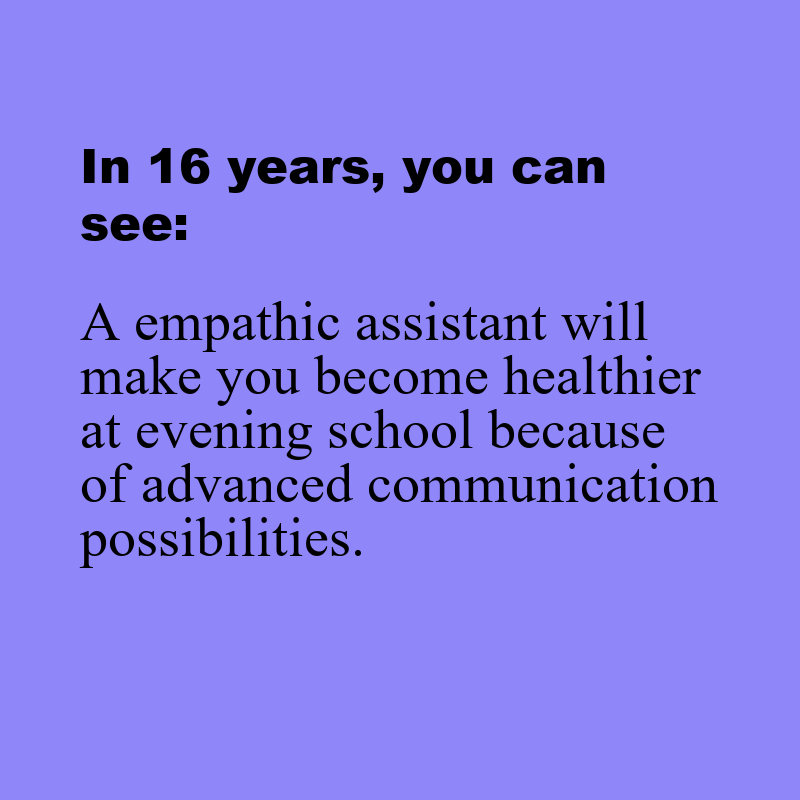 In 16 years, you can
see:
A empathic assistant will
make you become healthier
at evening school because
of advanced communication
possibilities.